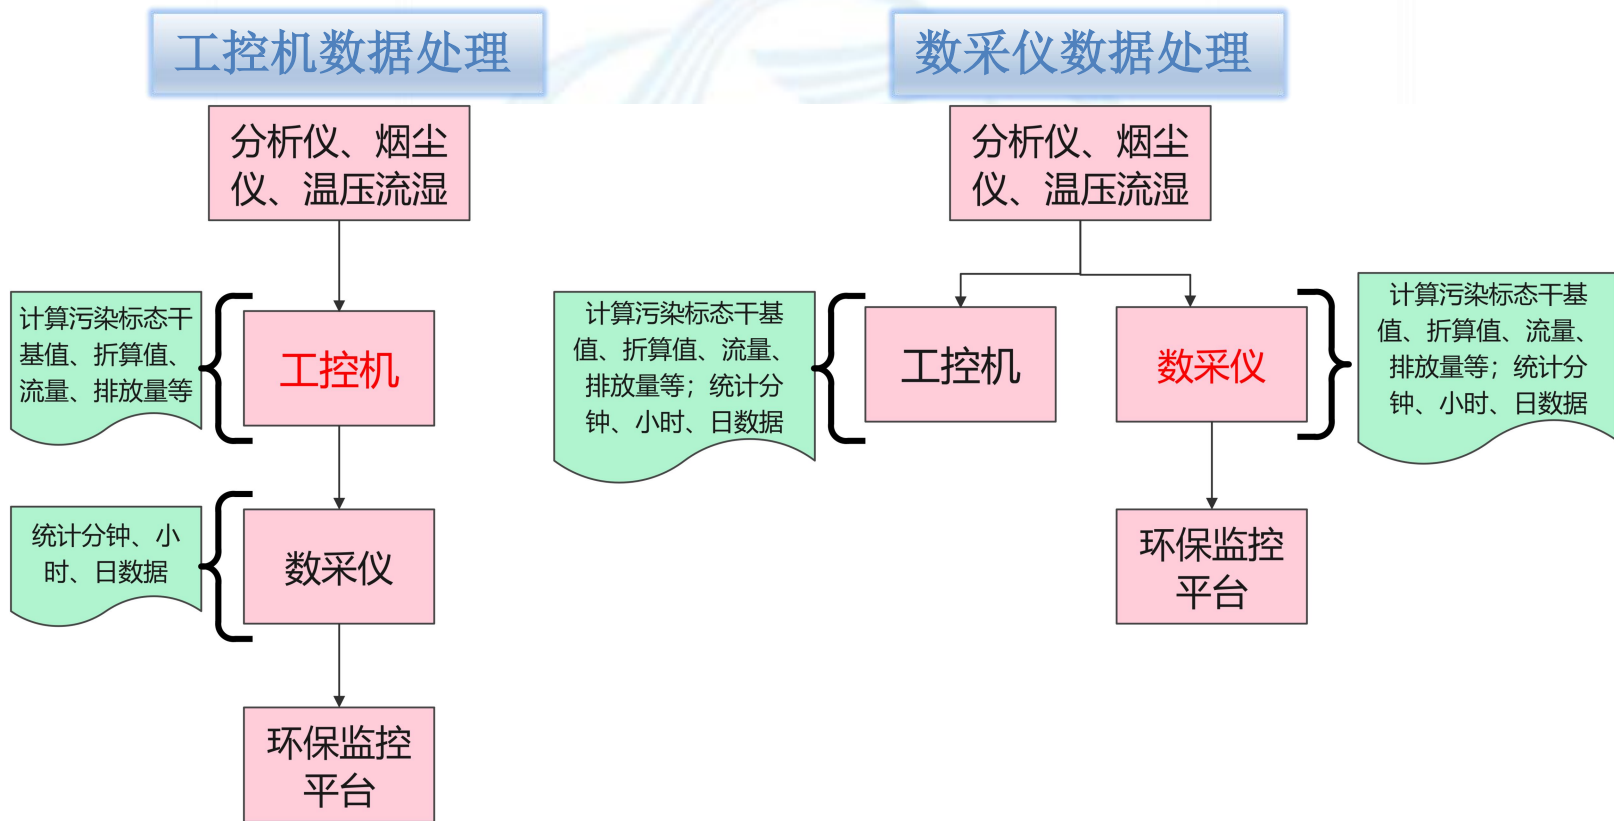 工控机数据处理
分析仪、烟尘
仪、温压流湿
计算污染标态干
基值、折算值、
流量、排放量等
工控机
统计分钟、小
时、日数据
数采仪
环保监控
平台
数采仪数据处理
分析仪、烟尘
仪、温压流湿
计算污染标态干基
值、折算值、流量、
排放量等；统计分
钟、小时、日数据
工控机
数采仪
计算污染标态干基
值、折算值、流量、
排放量等；统计分
钟、小时、日数据
环保监控
平台